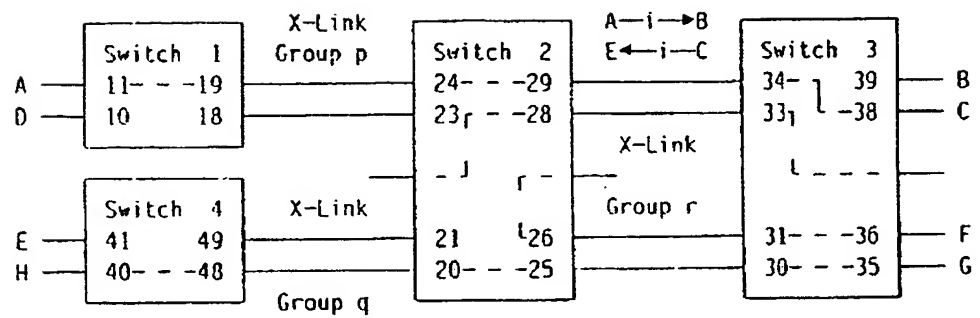 X-Link
Group p
A—i—►B
E◄—i—C
Switch 1
11- - -19
10 18
A
D
Switch 2
24- - -29
23 - -28
21 26
20- - -25
Switch 3
34- 39
33 -38
31- - -36
30- - -35
B
C
X-Link
Group r
Switch 4
41 49
40- - -48
E
H
X-Link
Group q
F
G